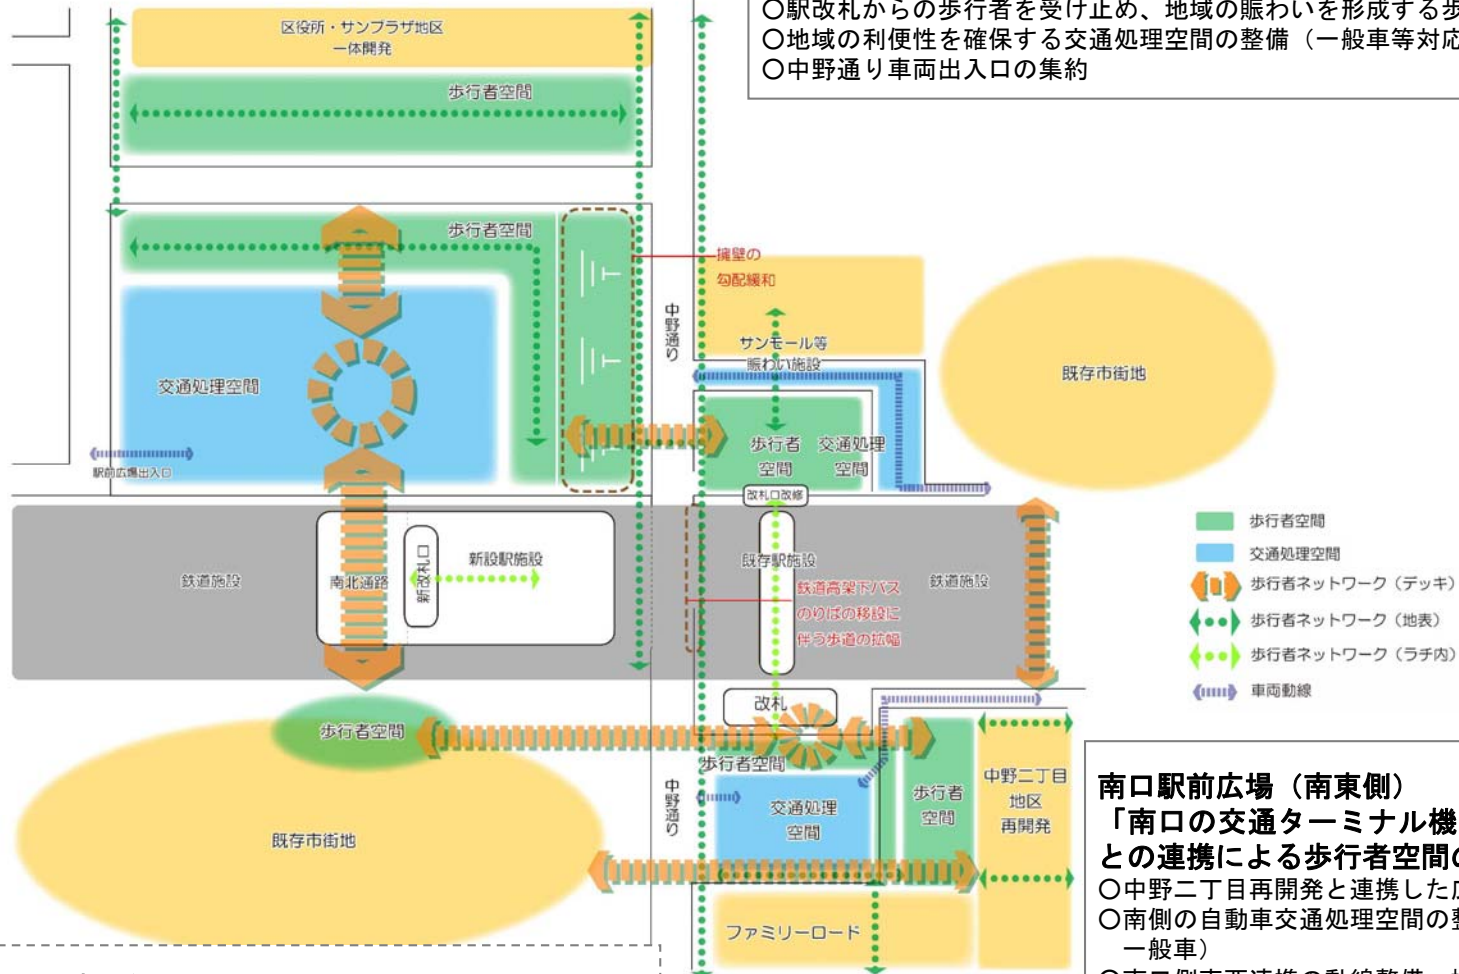 〇駅改札からの歩行者を受け止め、地域の賑わいを形成する歩
〇地域の利便性を確保する交通処理空間の整備（一般車等対応
〇中野通り車両出入口の集約
区役所・サンプラザ地区
一体開発
歩行者空間
歩行者空間
擁壁の
勾配緩和
中野通り
サンモール等
賑わい施設
既存市街地
交通処理空間
駅前広場出入口
歩行者
空間
交通処理
空間
改札口改修
鉄道施設
南北通路
新改札口
新設駅施設
既存駅施設
鉄道高架下バス
のりばの移設に
伴う歩道の拡幅
鉄道施設
歩行者空間
交通処理空間
歩行者ネットワーク（デッキ）
歩行者ネットワーク（地表）
歩行者ネットワーク（ラチ内）
車両動線
改札
歩行者空間
歩行者空間
中野通り
交通処理
空間
歩行者
空間
中野二丁目
地区
再開発
既存市街地
ファミリーロード
南口駅前広場（南東側）
「南口の交通ターミナル機
との連携による歩行者空間の
〇中野二丁目再開発と連携した広
〇南側の自動車交通処理空間の整
一般車）